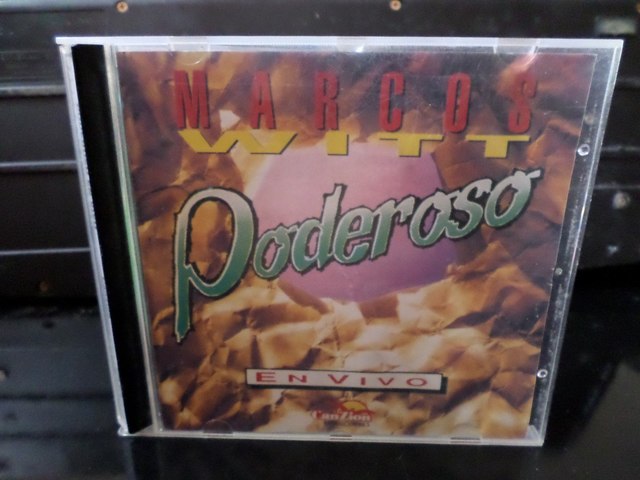 MARCOS
WITT
Poderoso
EN VIVO
CanZion